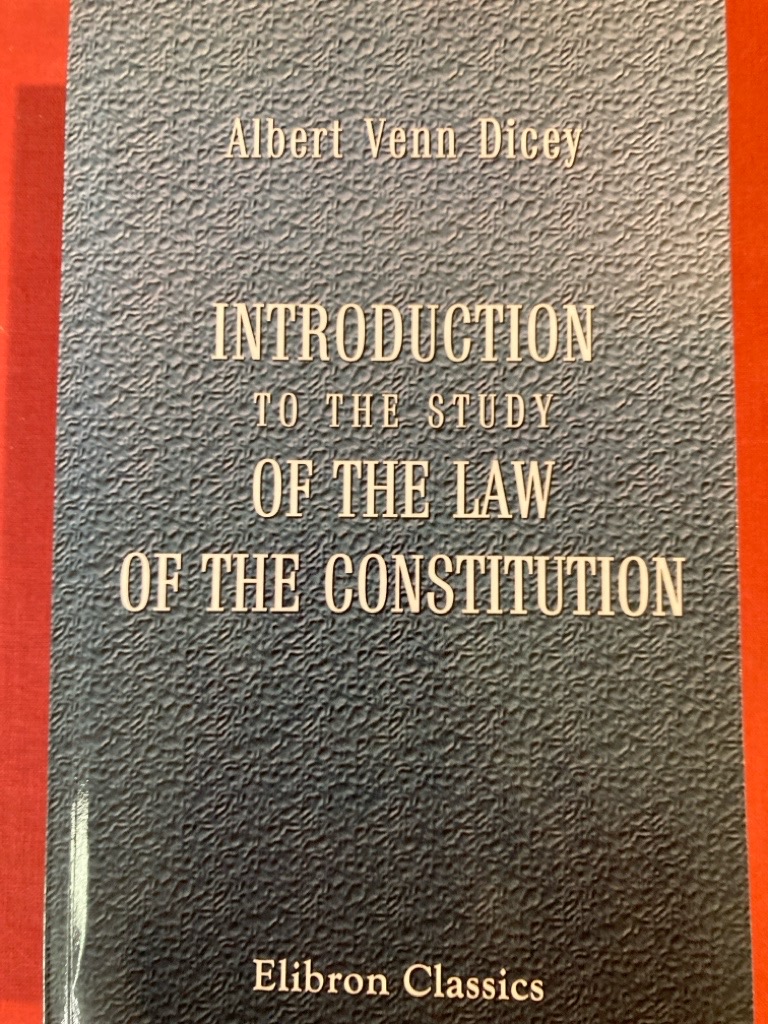 Albert Venn Dicey
INTRODUCTION
TO THE STUDY
OF THE LAW
OF THE CONSTITUTION
Elibron Classics